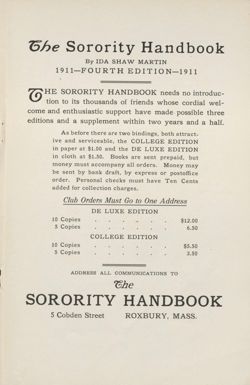 The Sorority Handbook
By IDA SHAW MARTIN
1911—FOURTH EDITION—1911
THE SORORITY HANDBOOK needs no introduc-
tion to its thousands of friends whose cordial wel-
come and enthusiastic support have made possible three
editions and a supplement within two years and a half.
As before there are two bindings, both attract-
ive and serviceable, the COLLEGE EDITION
in paper at $1.00 and the DE LUXE EDITION
in cloth at $1.50. Books are sent prepaid, but
money must accompany all orders. Money may
be sent by bank draft, by express or postoffice
order. Personal checks must have Ten Cents
added for collection charges.
Club Orders Must Go to One Address
DE LUXE EDITION
10 Copies . . . . . $12.00
5 Copies . . . . . 6.50
COLLEGE EDITION
10 Copies . . . . . $5.50
5 Copies . . . . . 3.50
ADDRESS ALL COMMUNICATIONS TO
The
SORORITY HANDBOOK
5 Cobden Street ROXBURY, MASS.